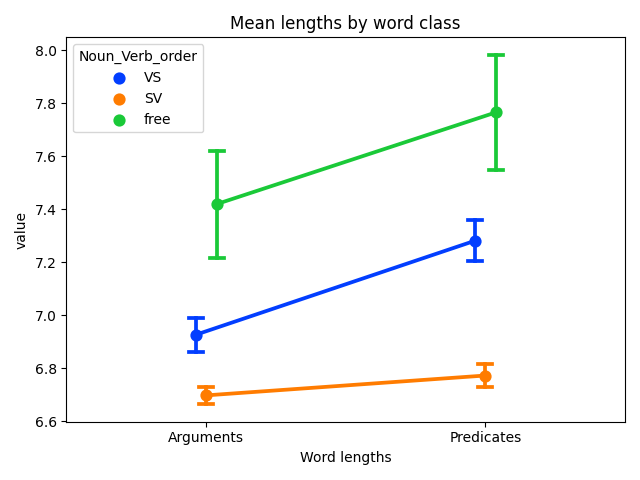 Mean lengths by word class
Noun_Verb_order
VS
SV
free
value
8.0
7.8
7.6
7.4
7.2
7.0
6.8
6.6
Arguments
Predicates
Word lengths